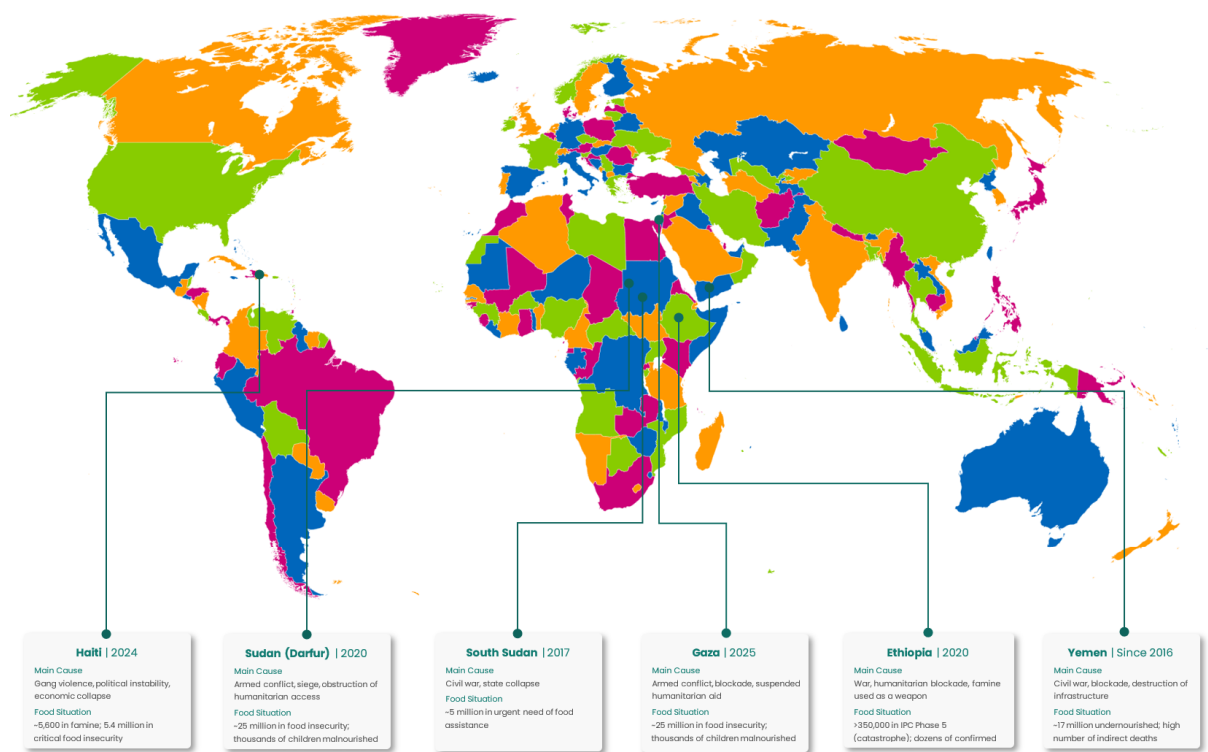 Haiti | 2024
Main Cause
Gang violence, political instability,
economic collapse
Food Situation
~5,600 in famine; 5.4 million in
critical food insecurity
Sudan (Darfur) | 2020
Main Cause
Armed conflict, siege, obstruction of
humanitarian access
Food Situation
~25 million in food insecurity;
thousands of children malnourished
South Sudan | 2017
Main Cause
Civil war, state collapse
Food Situation
~5 million in urgent need of food
assistance
Gaza | 2025
Main Cause
Armed conflict, blockade, suspended
humanitarian aid
Food Situation
~25 million in food insecurity;
thousands of children malnourished
Ethiopia | 2020
Main Cause
War, humanitarian blockade, famine
used as a weapon
Food Situation
>350,000 in IPC Phase 5
(catastrophe); dozens of confirmed
Yemen | Since 2016
Main Cause
Civil war, blockade, destruction of
infrastructure
Food Situation
~17 million undernourished; high
number of indirect deaths